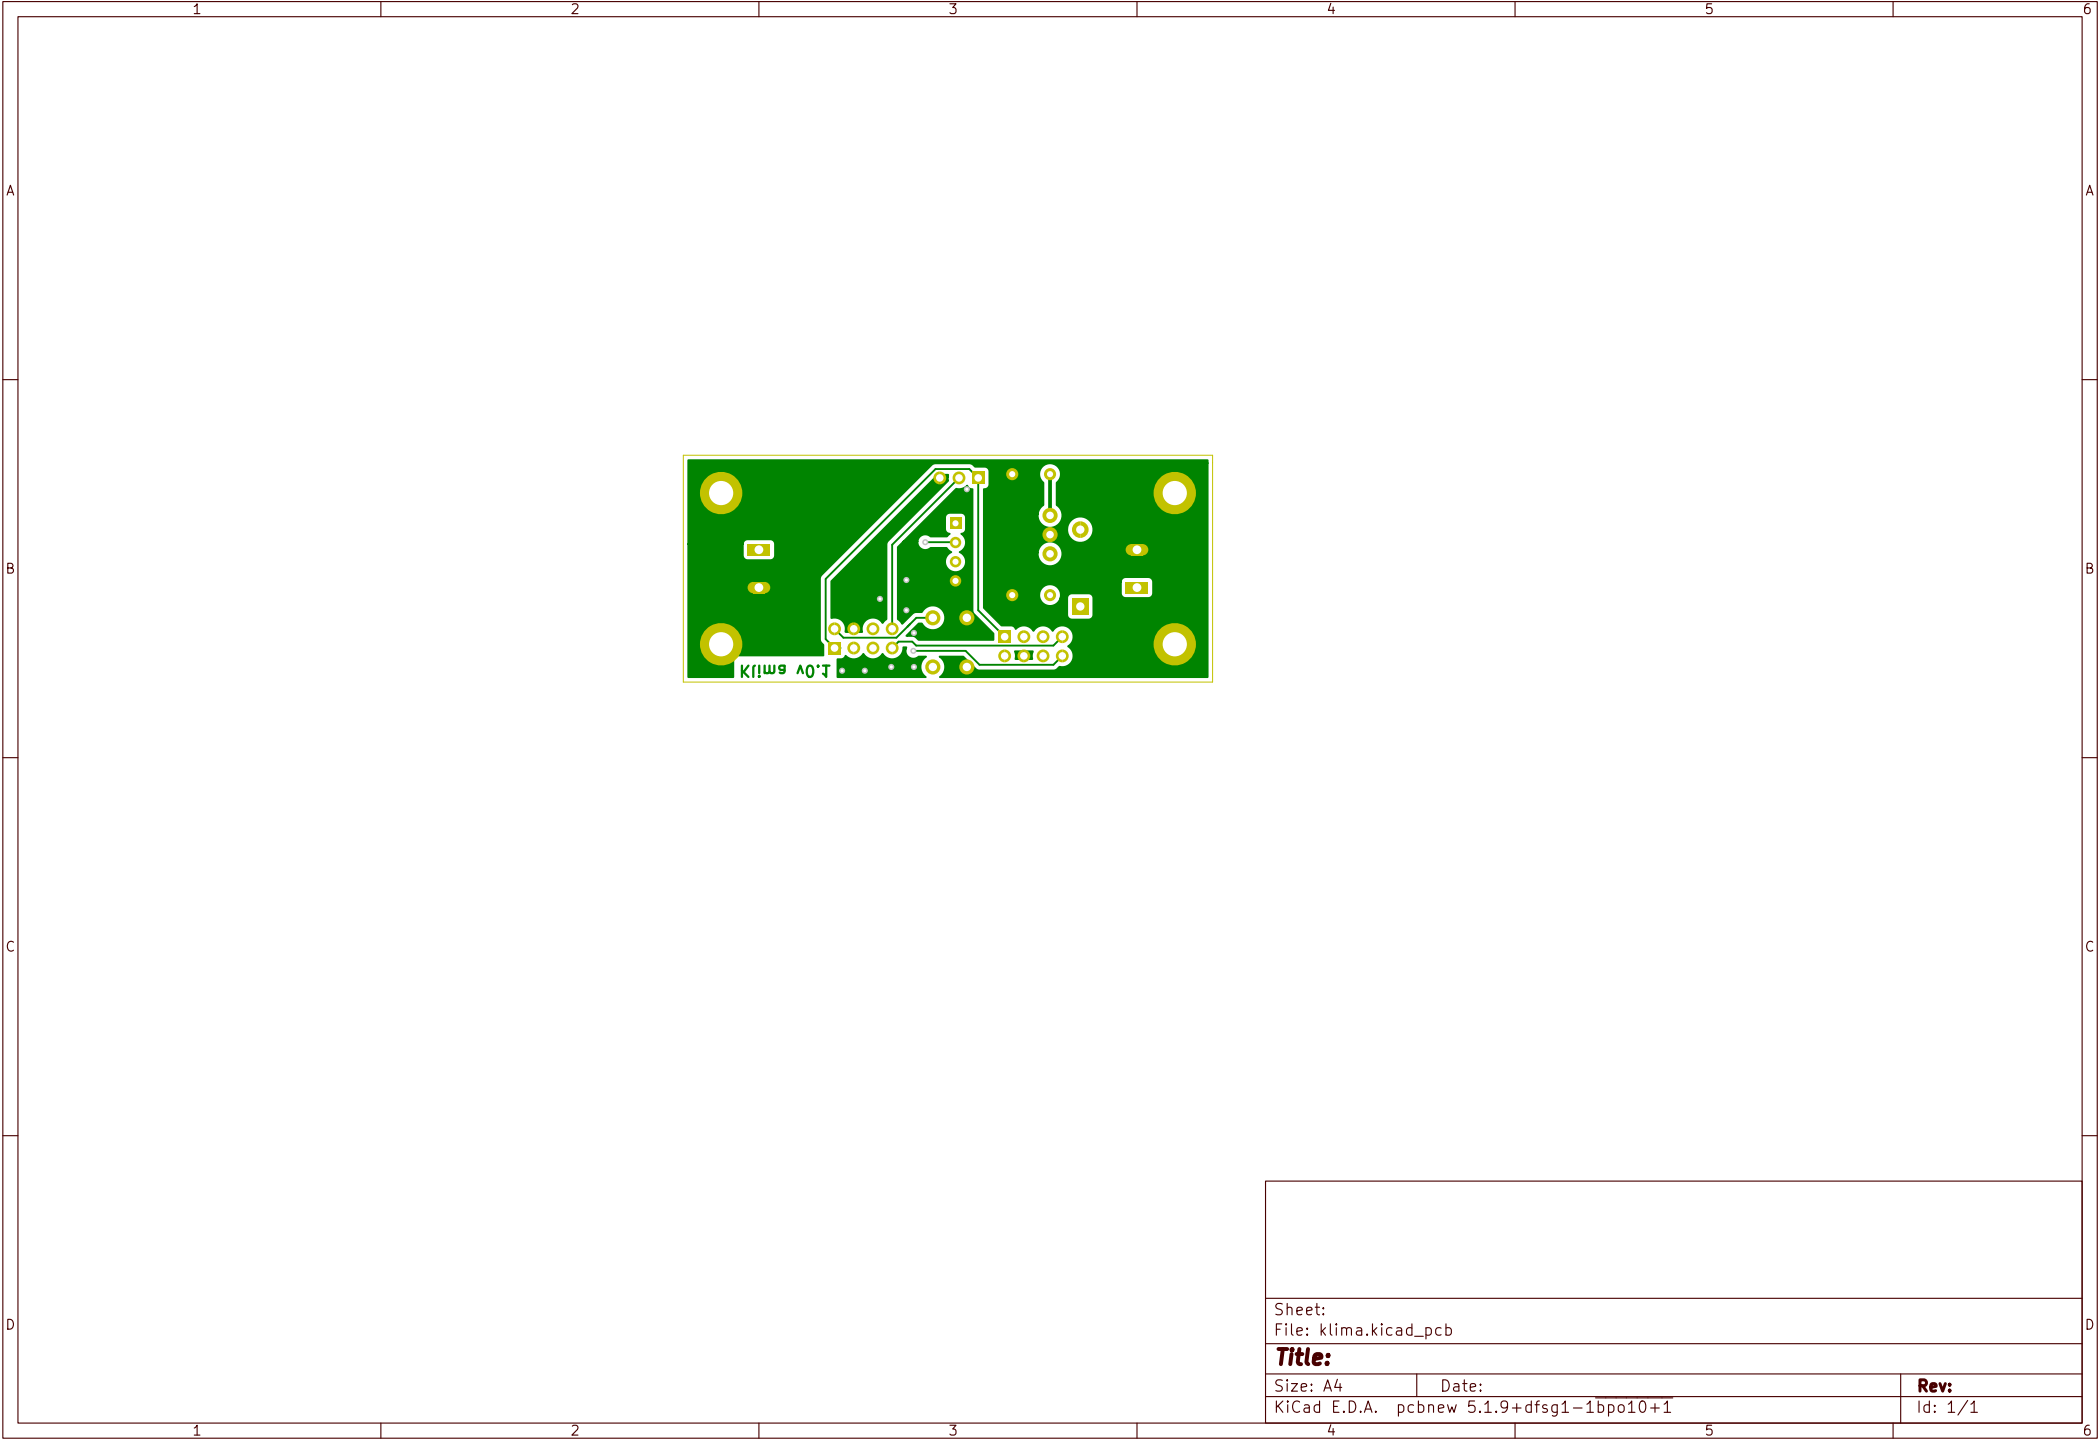 1 2 3 4 5 6
A A
B B
Klima v0.1
C C
Sheet:
File: klima.kicad_pcb
D D
Title:
Size: A4 Date: Rev:
KiCad E.D.A. pcbnew 5.1.9+dfsg1-1bpo10+1 Id: 1/1
1 2 3 4 5 6